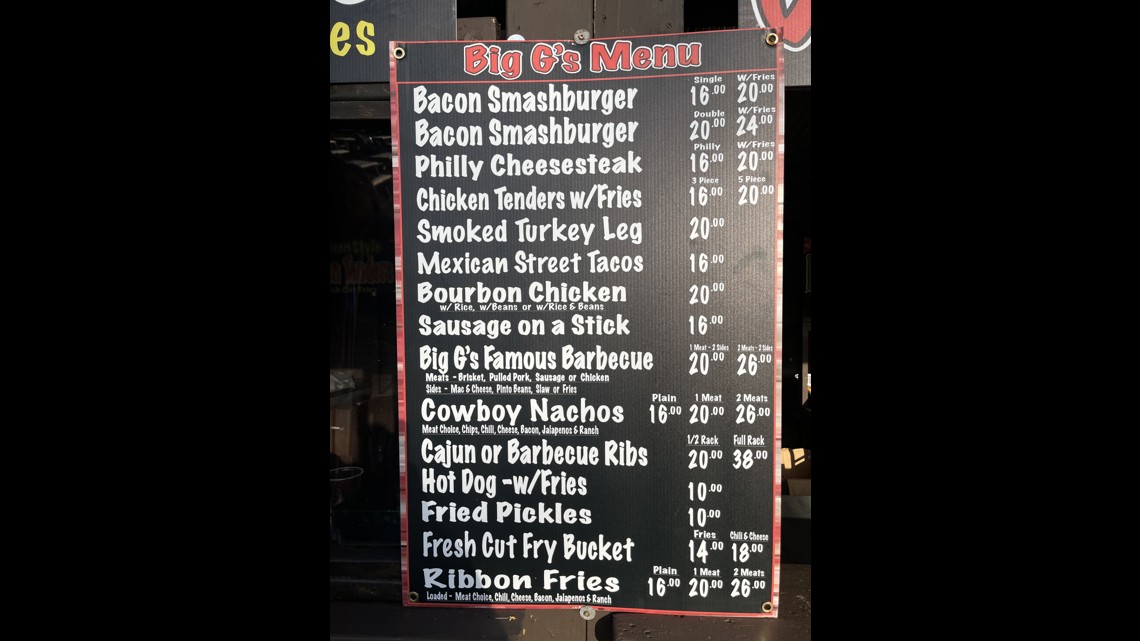 es
Big G's Menu
Single W/Fries
Bacon Smashburger 16.00 20.00
Double W/Fries
Bacon Smashburger 20.00 24.00
Philly W/Fries
Philly Cheesesteak 16.00 20.00
3 Piece 5 Piece
Chicken Tenders w/Fries 16.00 20.00
Smoked Turkey Leg 20.00
Mexican Street Tacos 16.00
Bourbon Chicken 20.00
w/ Rice, w/Beans or w/Rice & Beans
Sausage on a Stick 16.00
1 Meat - 2 Sides 2 Meats - 2 Sides
Big G's Famous Barbecue 20.00 26.00
Meats - Brisket, Pulled Pork, Sausage or Chicken
Sides - Mac & Cheese, Pinto Beans, Slaw or Fries
Plain 1 Meat 2 Meats
Cowboy Nachos 16.00 20.00 26.00
Meat Choice, Chips, Chili, Cheese, Bacon, Jalapenos & Ranch
1/2 Rack Full Rack
Cajun or Barbecue Ribs 20.00 38.00
Hot Dog -w/Fries 10.00
Fried Pickles 10.00
Fries Chili & Cheese
Fresh Cut Fry Bucket 14.00 18.00
Plain 1 Meat 2 Meats
Ribbon Fries 16.00 20.00 26.00
Loaded - Meat Choice, Chili, Cheese, Bacon, Jalapenos & Ranch